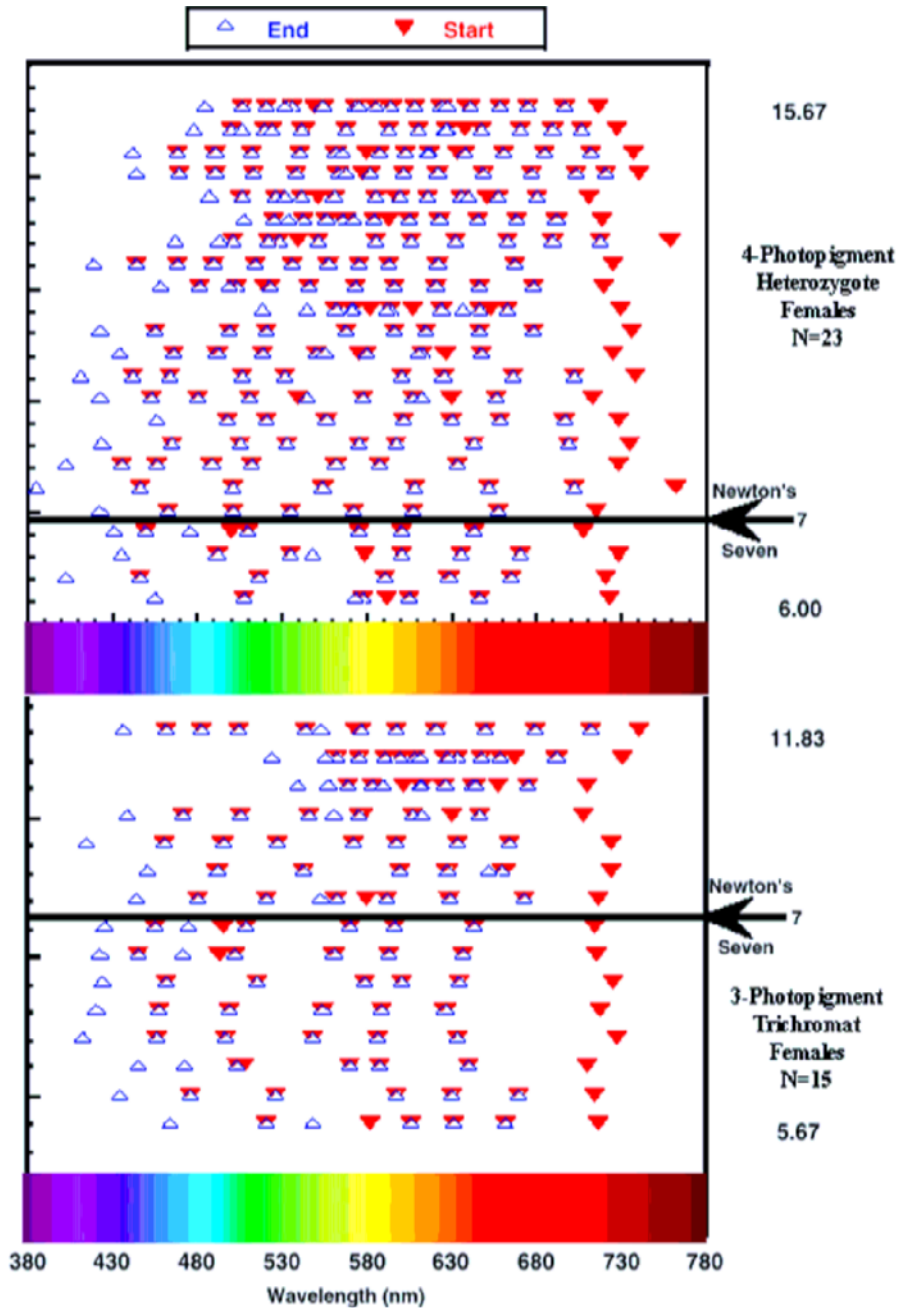 End Start
15.67
4-Photopigment
Heterozygote
Females
N=23
Newton's
7
Seven
6.00
11.83
Newton's
7
Seven
3-Photopigment
Trichromat
Females
N=15
5.67
380 430 480 530 580 630 680 730 780
Wavelength (nm)